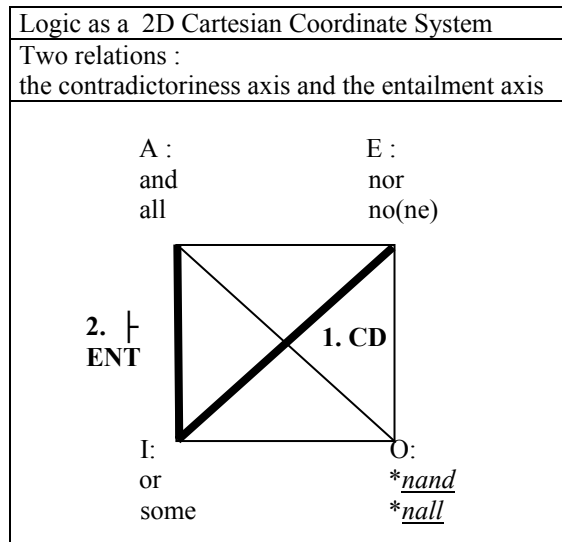 Logic as a 2D Cartesian Coordinate System
Two relations :
the contradictoriness axis and the entailment axis
A : E :
and nor
all no(ne)
2. ├ 1. CD
ENT
I: O:
or *nand
some *nall